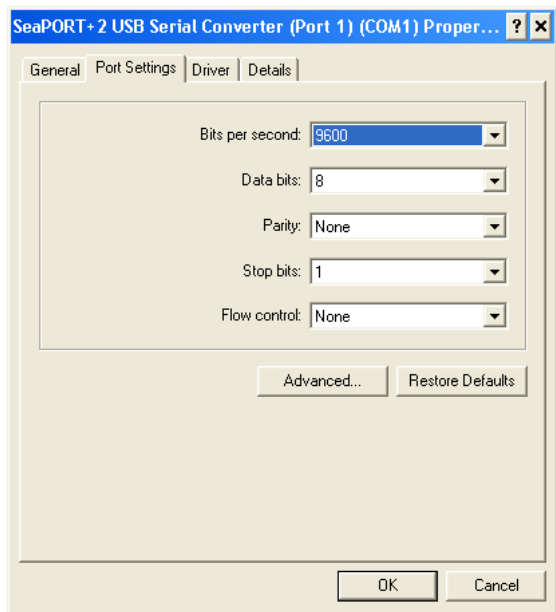 SeaPORT+2 USB Serial Converter (Port 1) (COM1) Proper... ?
General Port Settings Driver Details
Bits per second: 9600
Data bits: 8
Parity: None
Stop bits: 1
Flow control: None
Advanced... Restore Defaults
OK Cancel